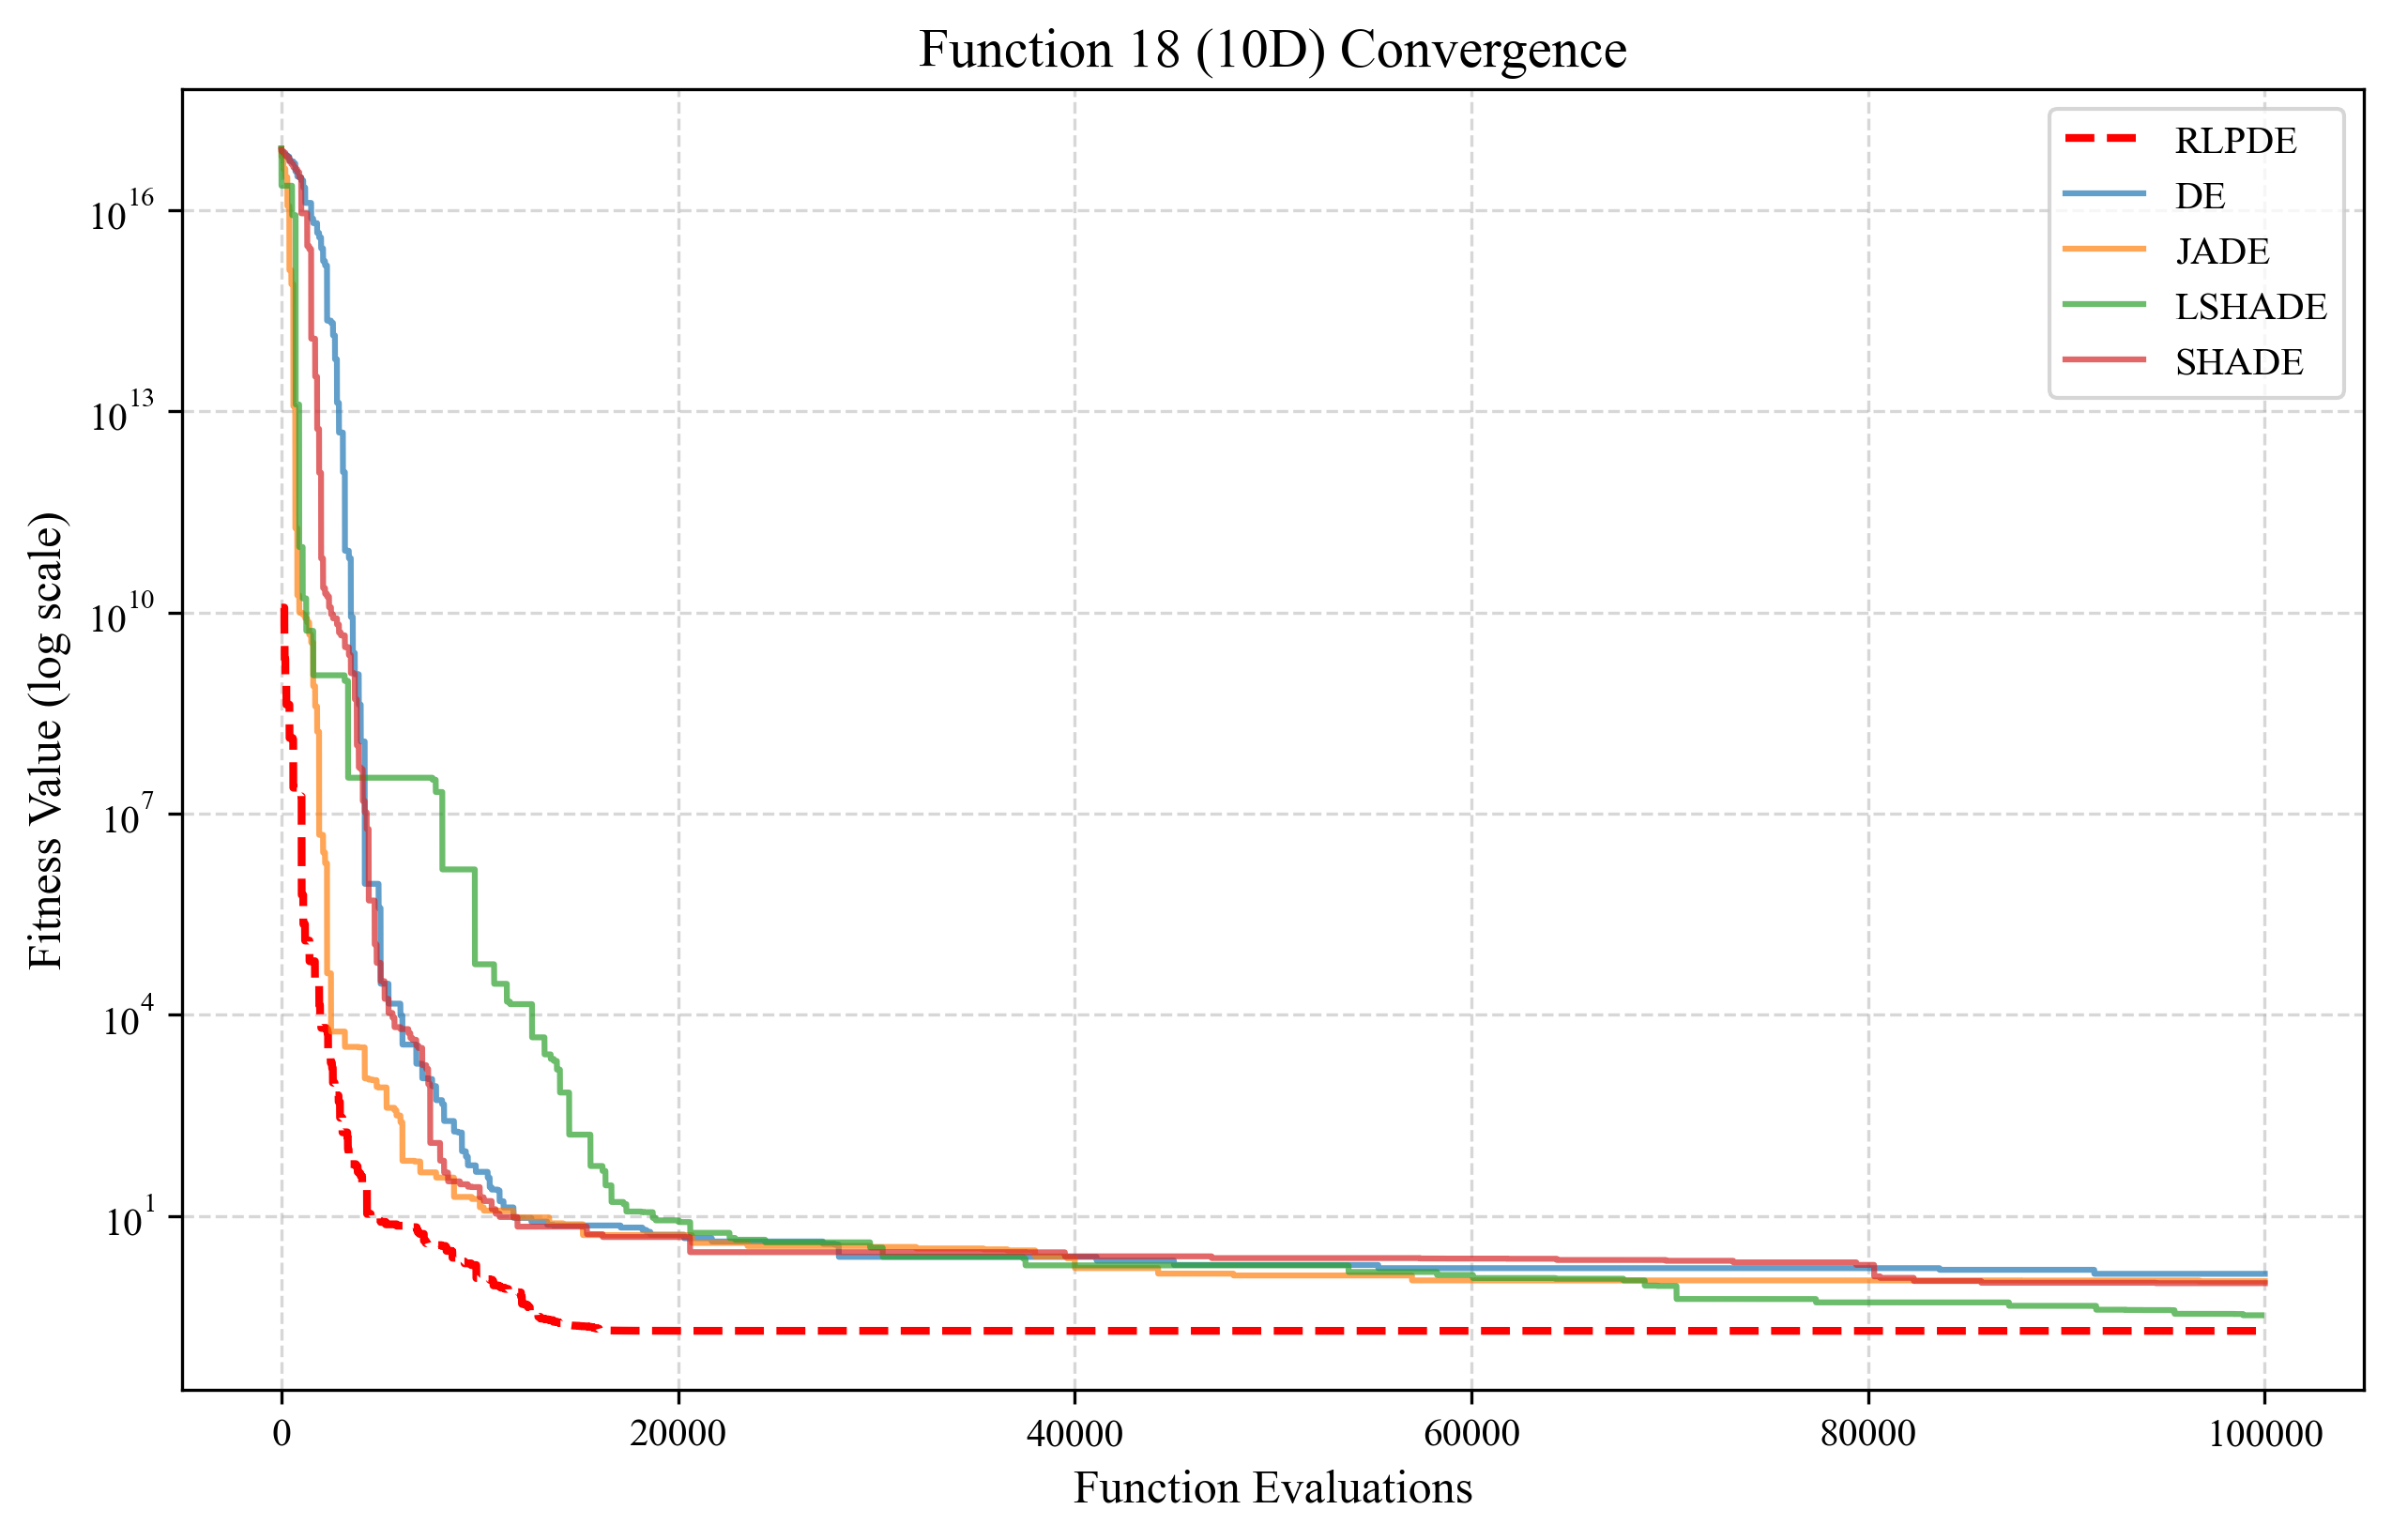 Function 18 (10D) Convergence
RLPDE
DE
JADE
LSHADE
SHADE
Fitness Value (log scale)
10^16
10^13
10^10
10^7
10^4
10^1
0 20000 40000 60000 80000 100000
Function Evaluations